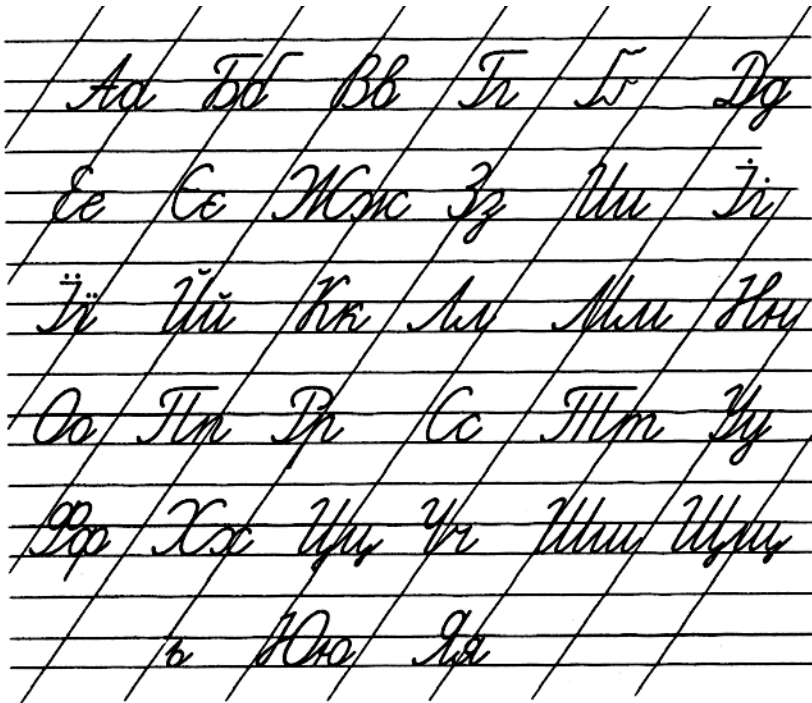 Аа Бб Вв Гг Ґґ Дд
Ее Єє Жж Зз Ии Іі
Її Йй Кк Лл Мм Нн
Оо Пп Рр Сс Тт Уу
Фф Хх Цц Чч Шш Щщ
ь Юю Яя